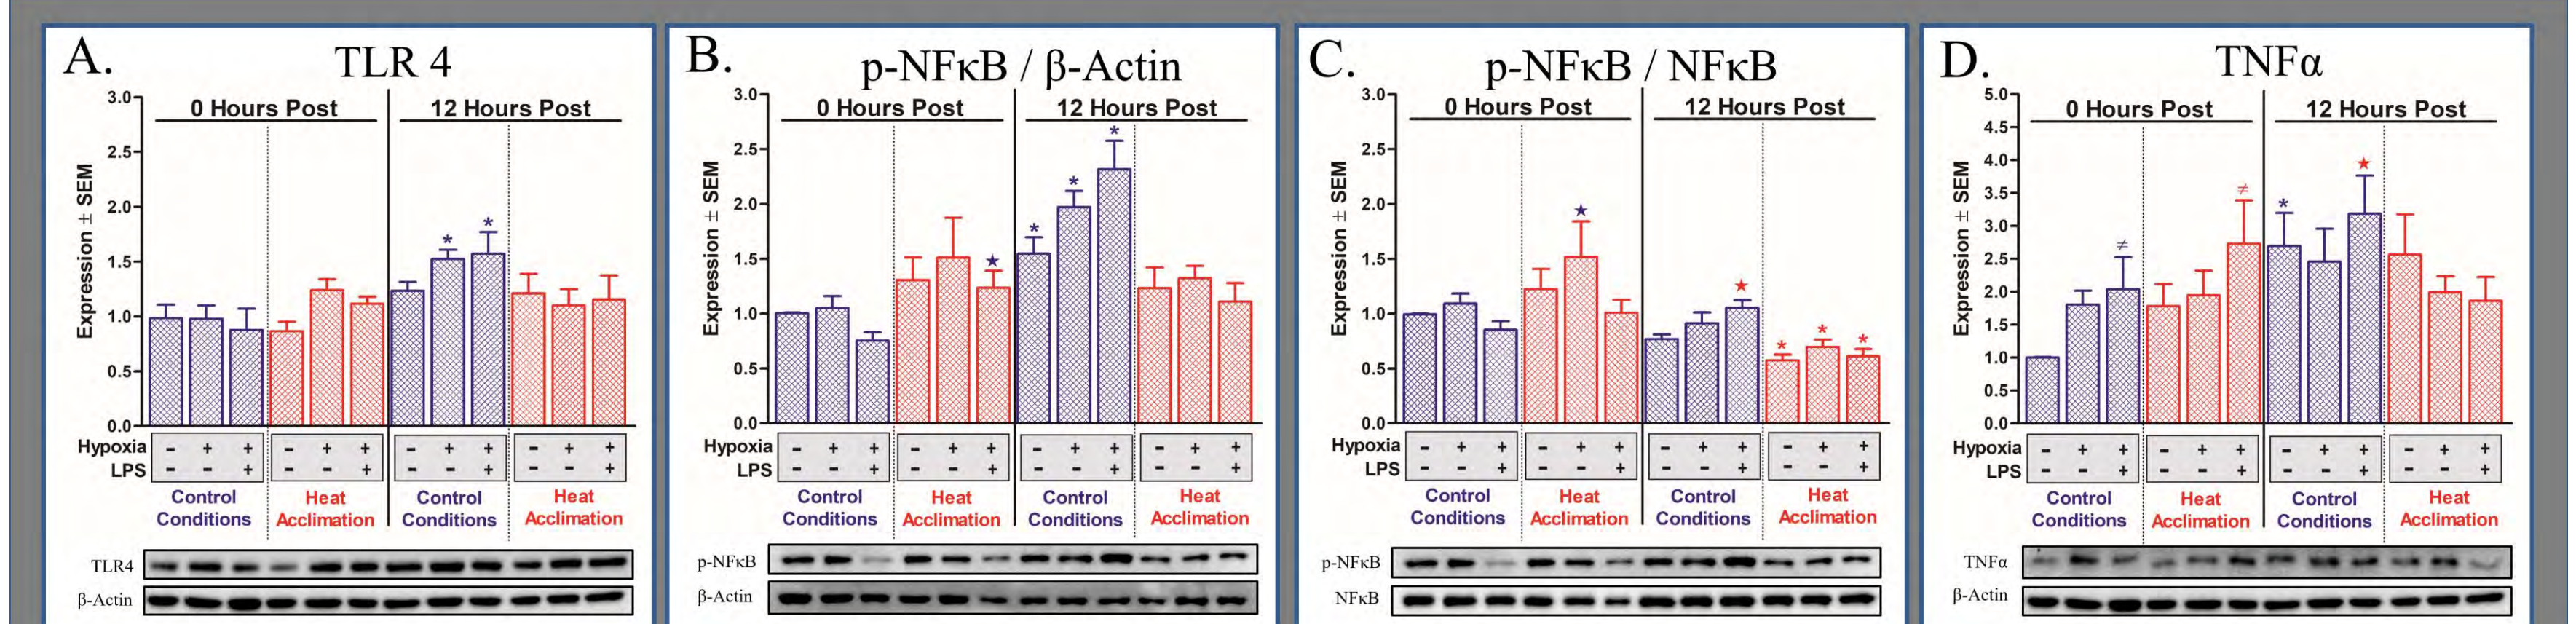 A. TLR 4
3.0
2.5
2.0
1.5
1.0
0.5
0.0
Expression ± SEM
0 Hours Post 12 Hours Post
* *
Hypoxia - + + - + + - + + - + +
LPS - - + - - + - - + - - +
Control Conditions Heat Acclimation Control Conditions Heat Acclimation
TLR4
β-Actin
B. p-NFκB / β-Actin
3.0
2.5
2.0
1.5
1.0
0.5
0.0
Expression ± SEM
0 Hours Post 12 Hours Post
★ * * *
Hypoxia - + + - + + - + + - + +
LPS - - + - - + - - + - - +
Control Conditions Heat Acclimation Control Conditions Heat Acclimation
p-NFκB
β-Actin
C. p-NFκB / NFκB
3.0
2.5
2.0
1.5
1.0
0.5
0.0
Expression ± SEM
0 Hours Post 12 Hours Post
★ ★ * * *
Hypoxia - + + - + + - + + - + +
LPS - - + - - + - - + - - +
Control Conditions Heat Acclimation Control Conditions Heat Acclimation
p-NFκB
NFκB
D. TNFα
5.0
4.5
4.0
3.5
3.0
2.5
2.0
1.5
1.0
0.5
0.0
Expression ± SEM
0 Hours Post 12 Hours Post
≠ ≠ * ★
Hypoxia - + + - + + - + + - + +
LPS - - + - - + - - + - - +
Control Conditions Heat Acclimation Control Conditions Heat Acclimation
TNFα
β-Actin